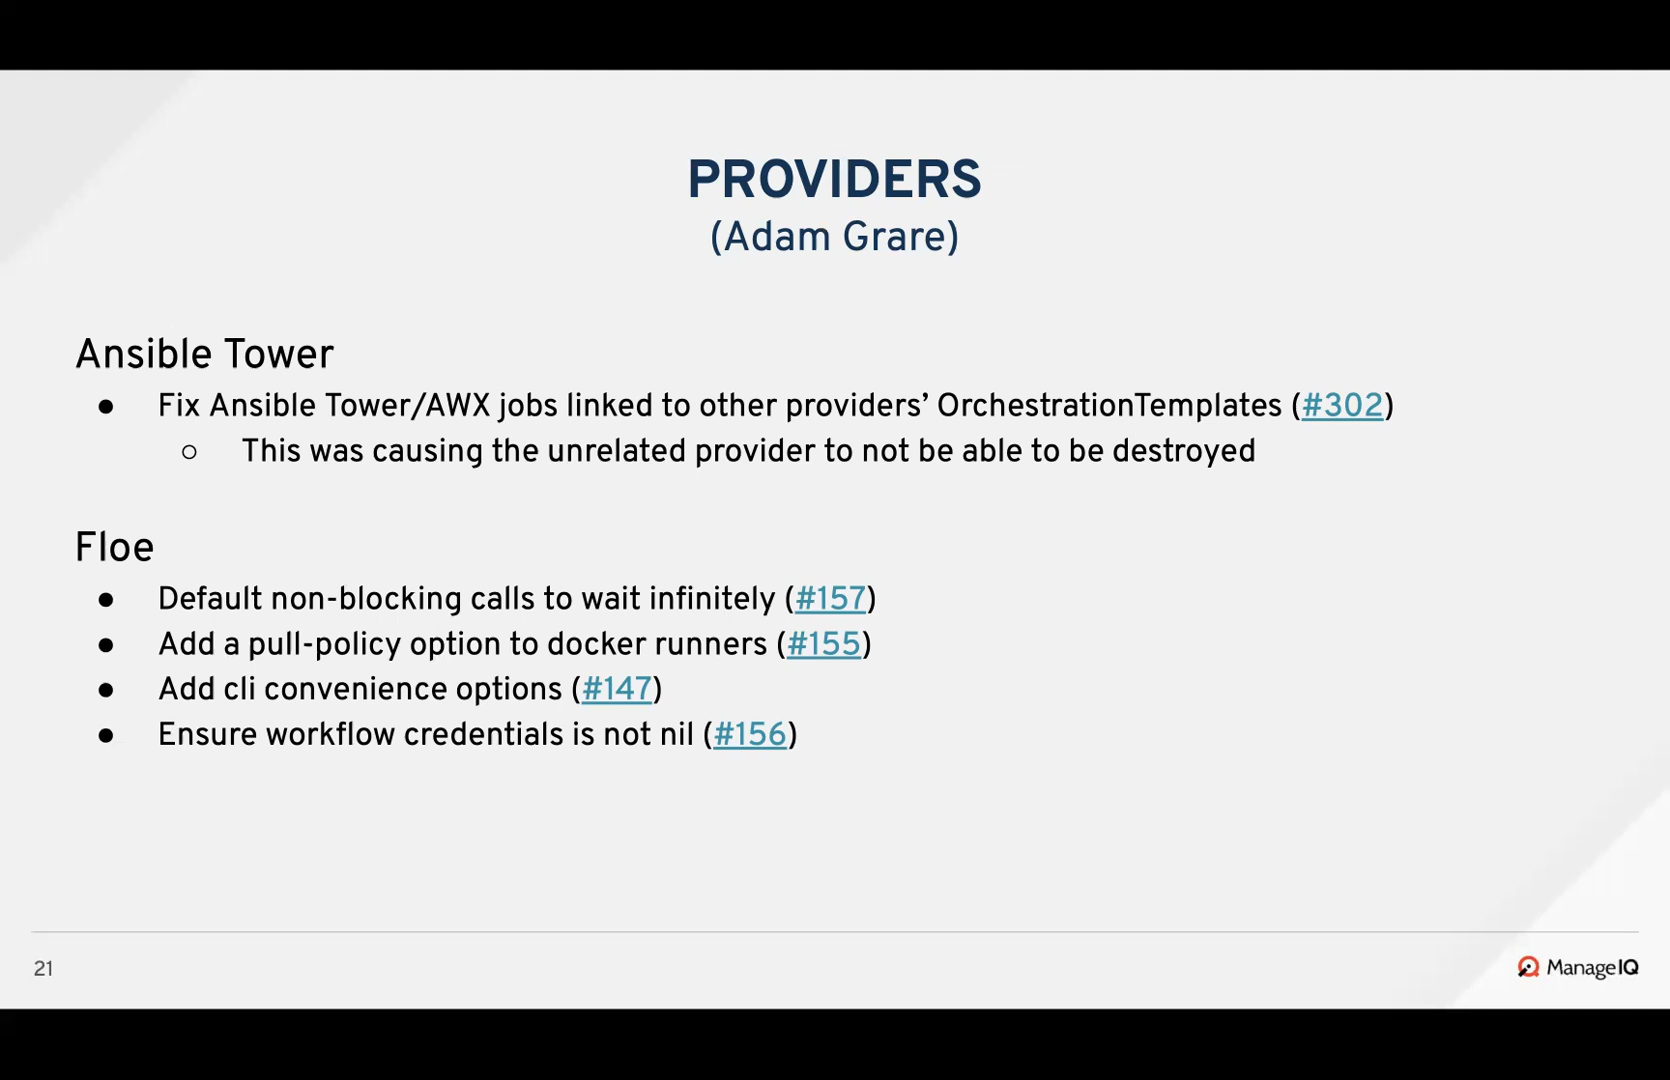 PROVIDERS
(Adam Grare)
Ansible Tower
● Fix Ansible Tower/AWX jobs linked to other providers’ OrchestrationTemplates (#302)
○ This was causing the unrelated provider to not be able to be destroyed
Floe
● Default non-blocking calls to wait infinitely (#157)
● Add a pull-policy option to docker runners (#155)
● Add cli convenience options (#147)
● Ensure workflow credentials is not nil (#156)
21
ManageIQ